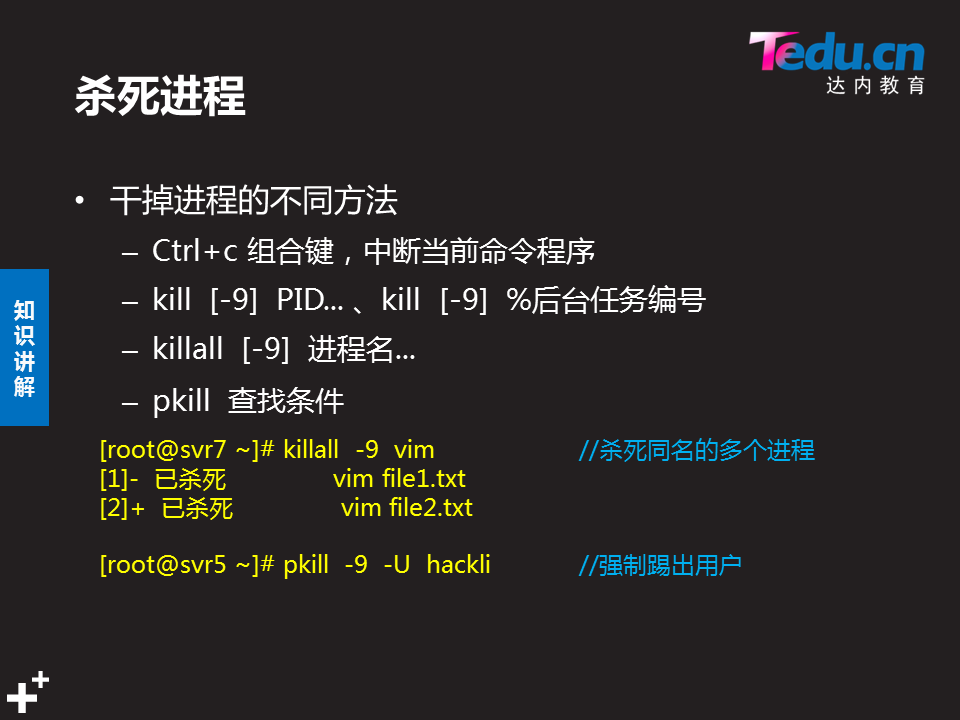 Tedu.cn
达内教育
杀死进程
• 干掉进程的不同方法
– Ctrl+c 组合键，中断当前命令程序
– kill [-9] PID... 、kill [-9] %后台任务编号
– killall [-9] 进程名...
– pkill 查找条件
知识讲解
[root@svr7 ~]# killall -9 vim //杀死同名的多个进程
[1]- 已杀死 vim file1.txt
[2]+ 已杀死 vim file2.txt
[root@svr5 ~]# pkill -9 -U hackli //强制踢出用户